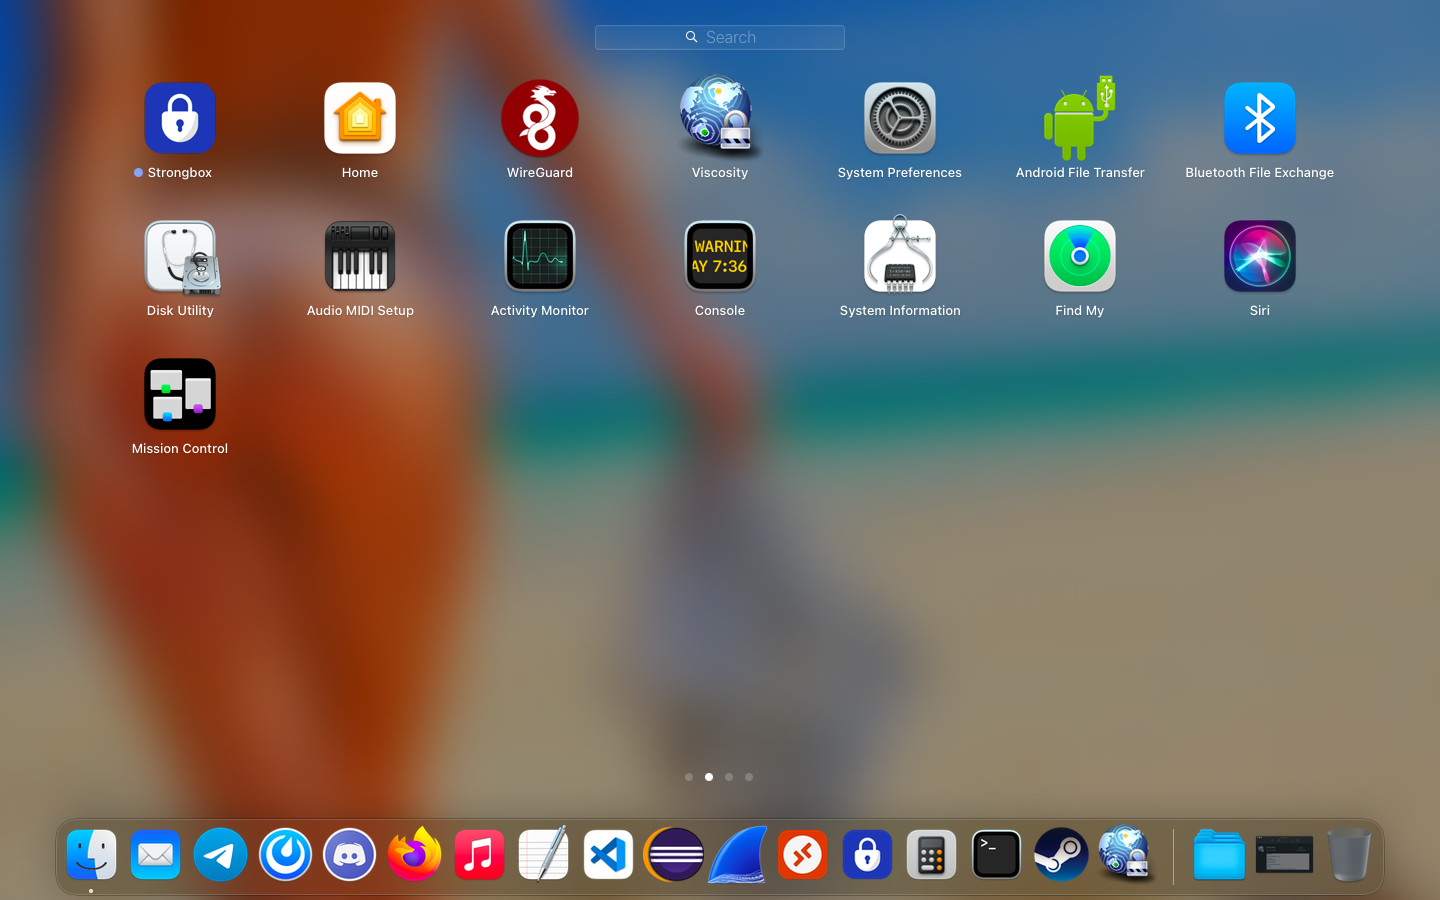 Search
Strongbox
Home
WireGuard
Viscosity
System Preferences
Android File Transfer
Bluetooth File Exchange
WARNIN
AY 7:36
Disk Utility
Audio MIDI Setup
Activity Monitor
Console
System Information
Find My
Siri
Mission Control
>_